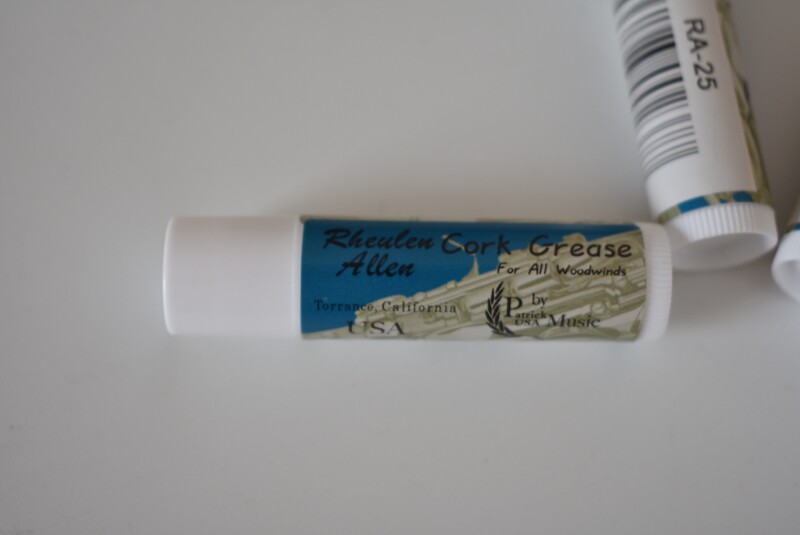 Rheulen Cork Grease
Allen For All Woodwinds
Torrance, California
USA
by
Patrick
USA Music
RA-25